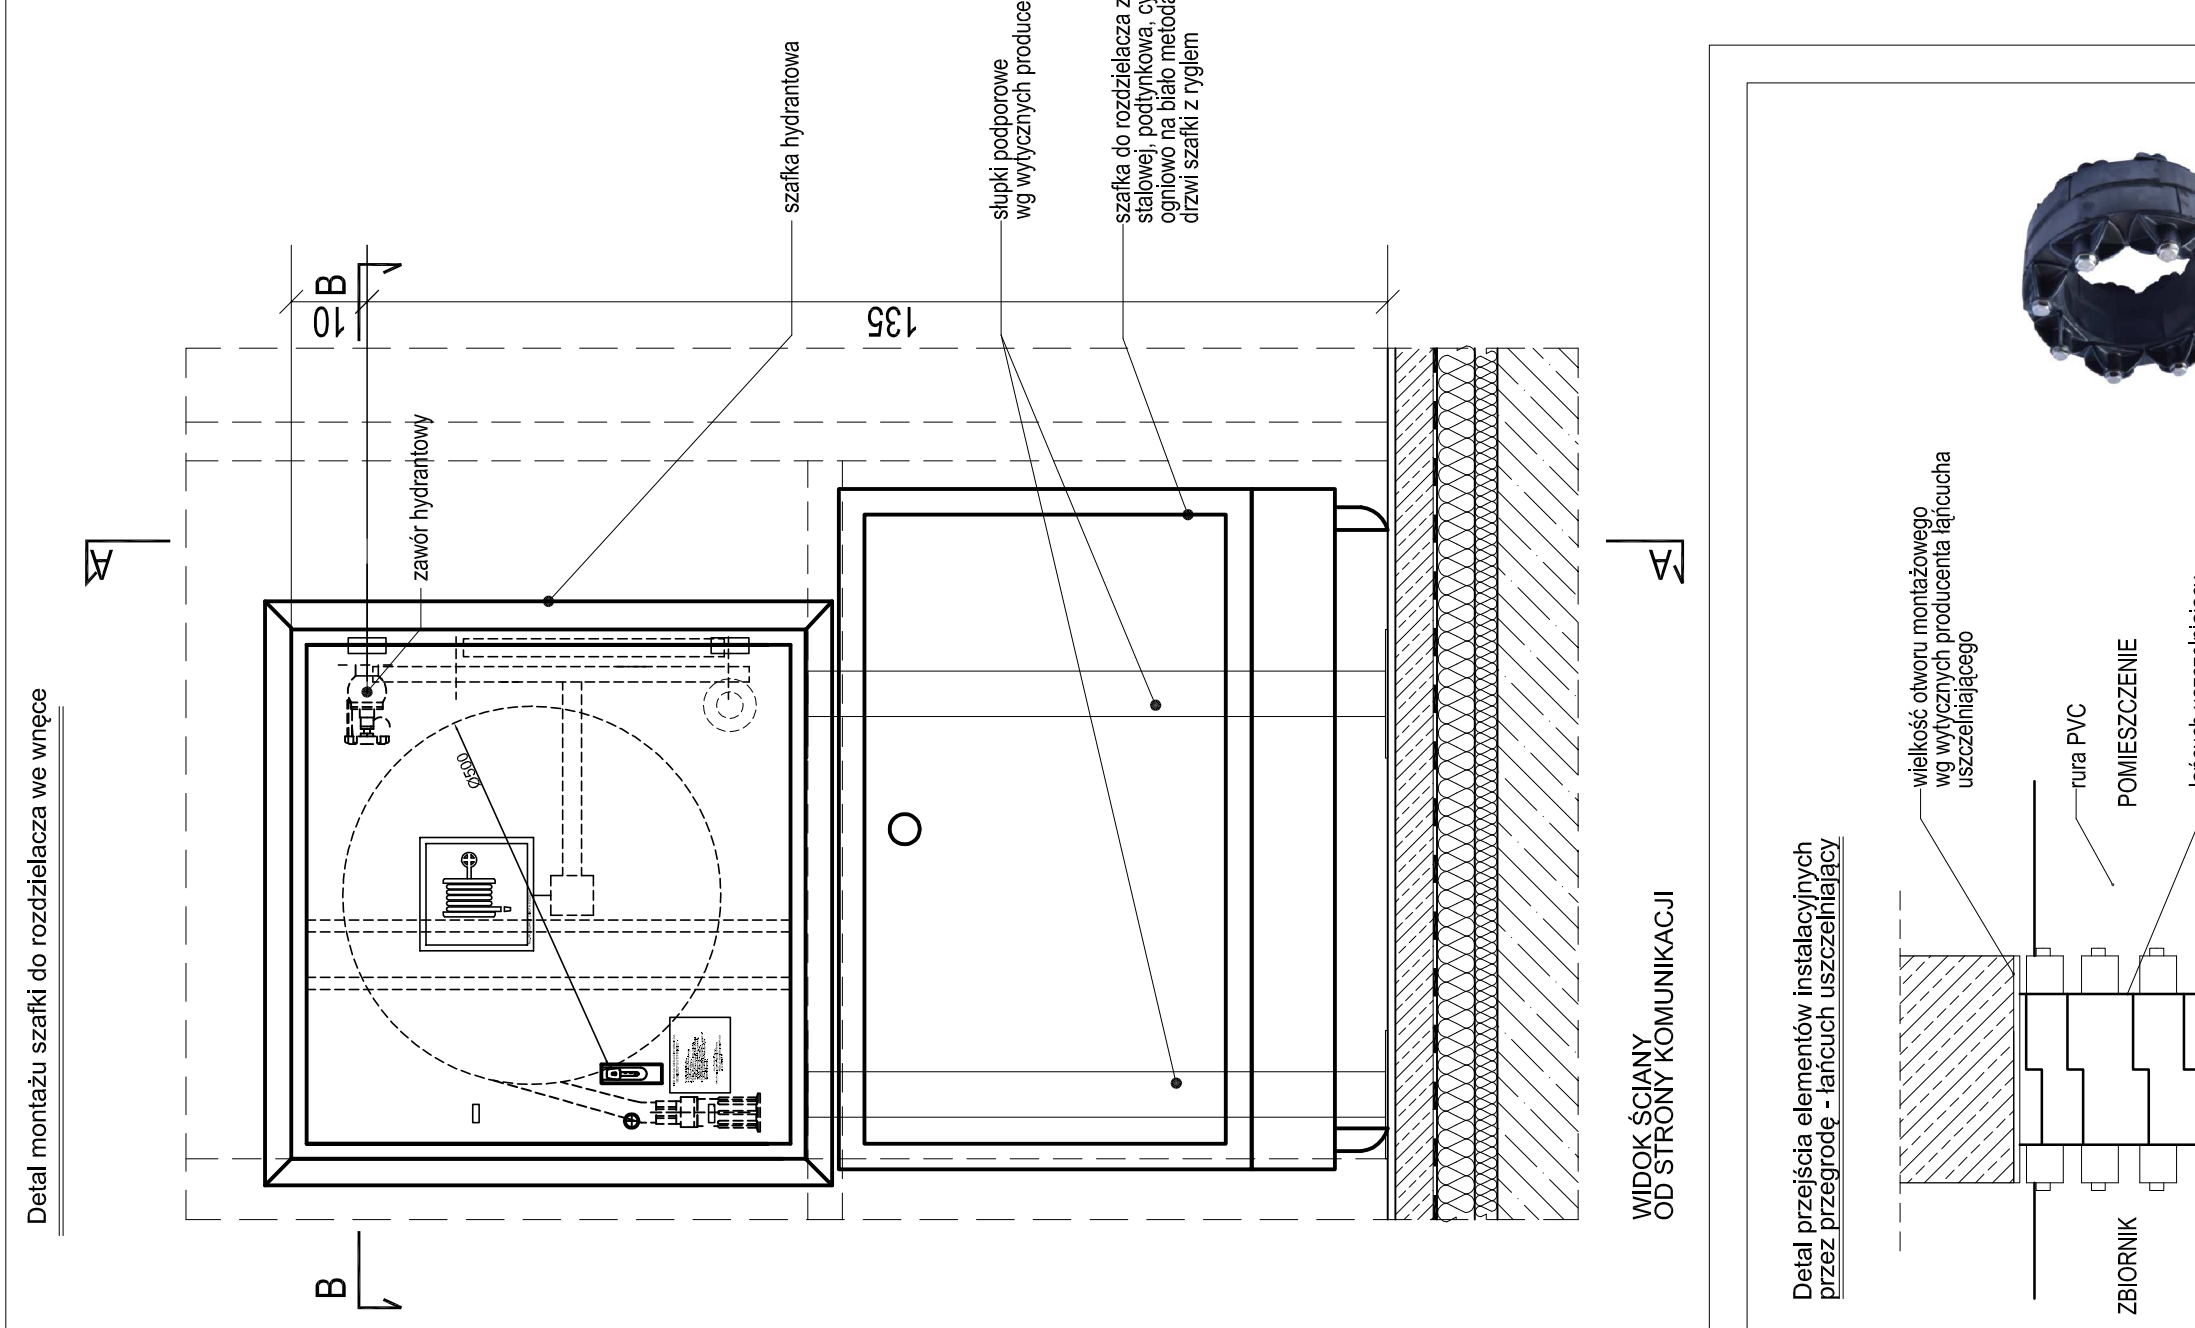 Detal montażu szafki do rozdzielacza we wnęce
A
B
B
10
135
zawór hydrantowy
szafka hydrantowa
słupki podporowe
wg wytycznych produce
szafka do rozdzielacza z
stalowej, podtynkowa, cy
ogniowo na biało metodą
drzwi szafki z ryglem
Ø500
A
WIDOK ŚCIANY
OD STRONY KOMUNIKACJI
Detal przejścia elementów instalacyjnych
przez przegrodę - łańcuch uszczelniający
wielkość otworu montażowego
wg wytycznych producenta łańcucha
uszczelniającego
rura PVC
POMIESZCZENIE
ZBIORNIK